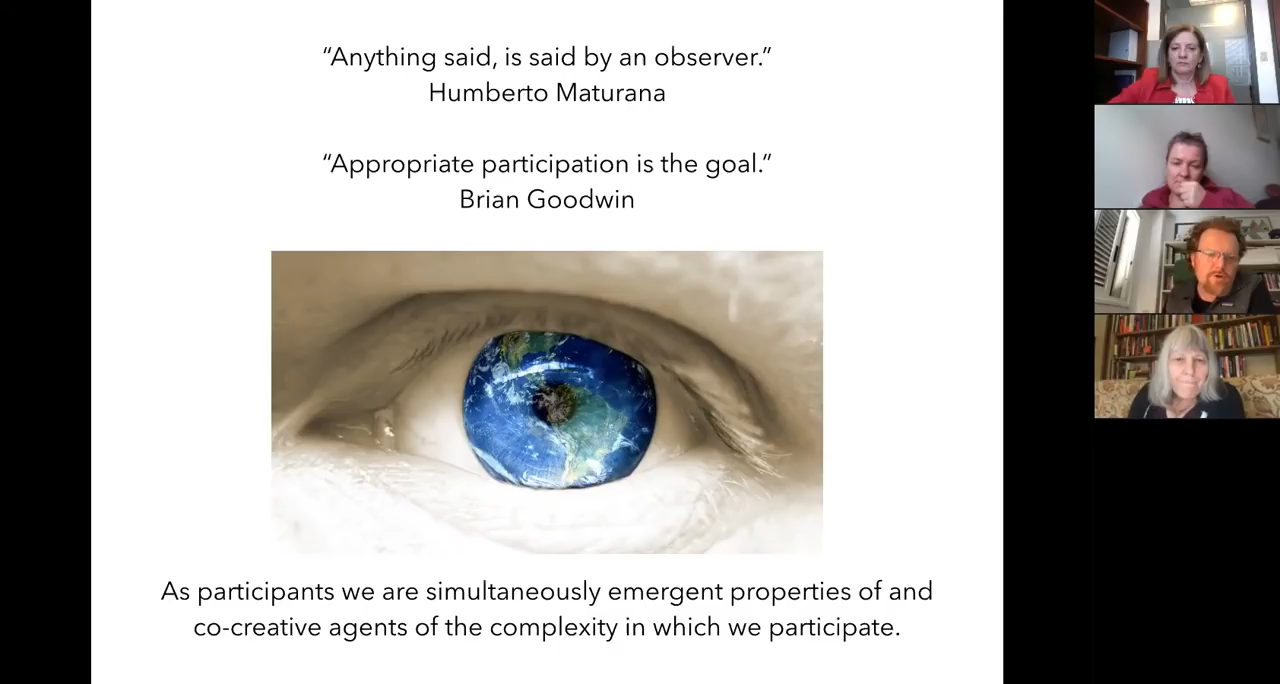 “Anything said, is said by an observer.”
Humberto Maturana
“Appropriate participation is the goal.”
Brian Goodwin
As participants we are simultaneously emergent properties of and
co-creative agents of the complexity in which we participate.